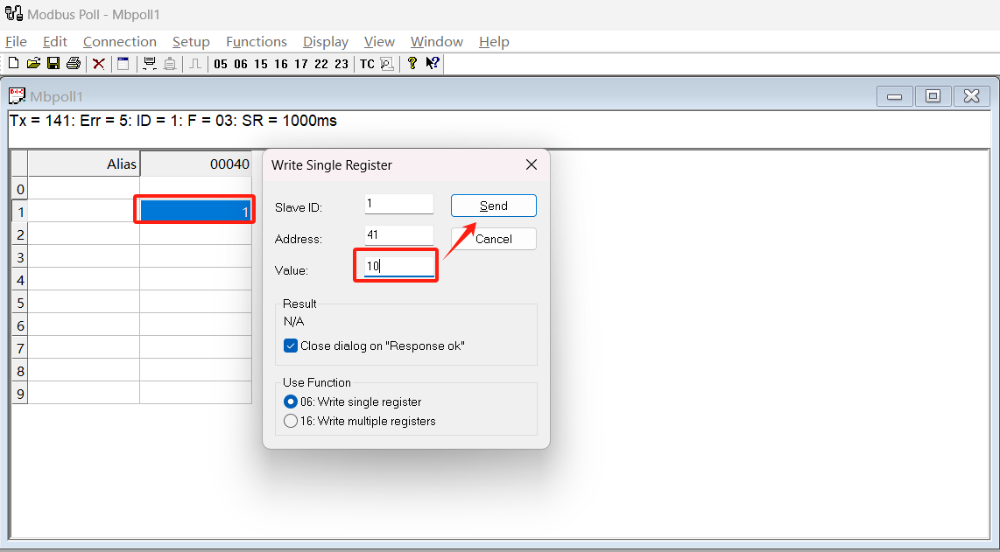 Modbus Poll - Mbpoll1
File Edit Connection Setup Functions Display View Window Help
05 06 15 16 17 22 23 TC
Mbpoll1
Tx = 141: Err = 5: ID = 1: F = 03: SR = 1000ms
Alias 00040
0
1 1
2
3
4
5
6
7
8
9
Write Single Register
Slave ID: 1 Send
Address: 41 Cancel
Value: 10
Result
N/A
Close dialog on "Response ok"
Use Function
06: Write single register
16: Write multiple registers